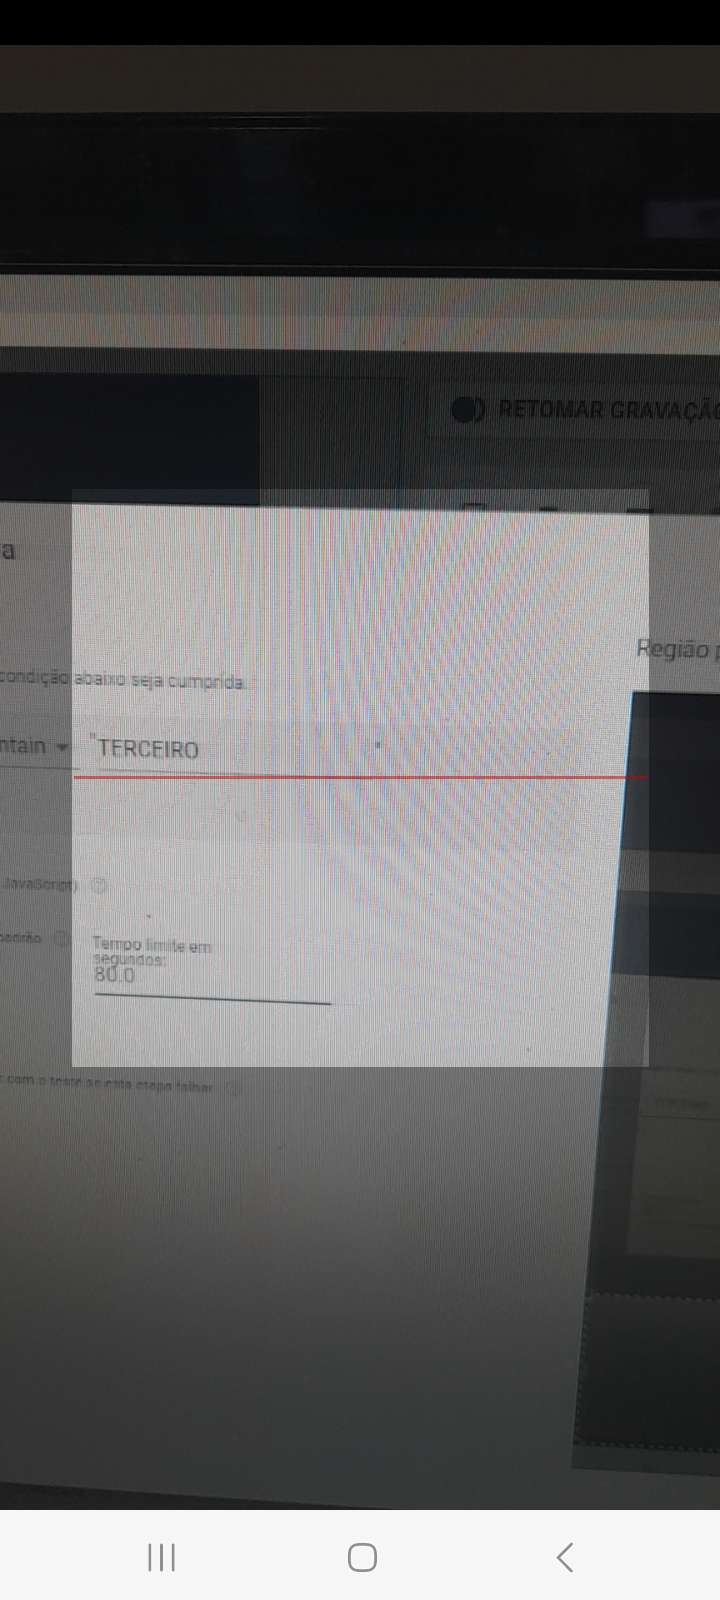 RETOMAR GRAVAÇÃ
a
Região
condição abaixo seja cumprida.
ntain "TERCEIRO "
JavaScript)
padrão
Tempo limite em
segundos:
80.0
com o teste se esta etapa falhar